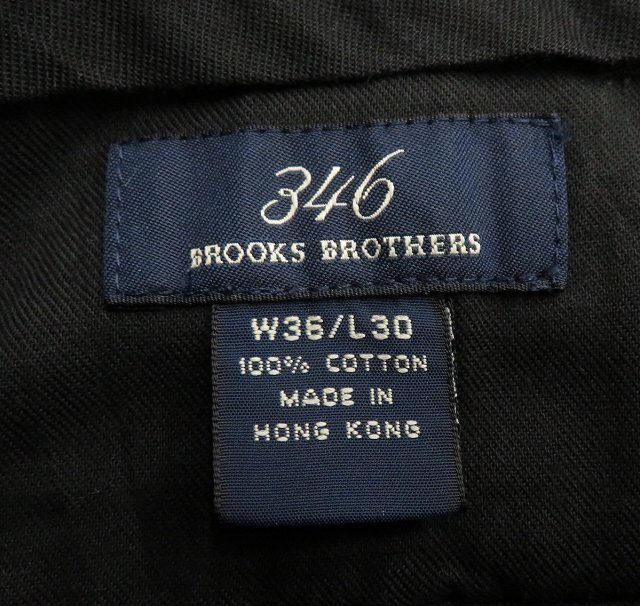 346
BROOKS BROTHERS
W36/L30
100% COTTON
MADE IN
HONG KONG